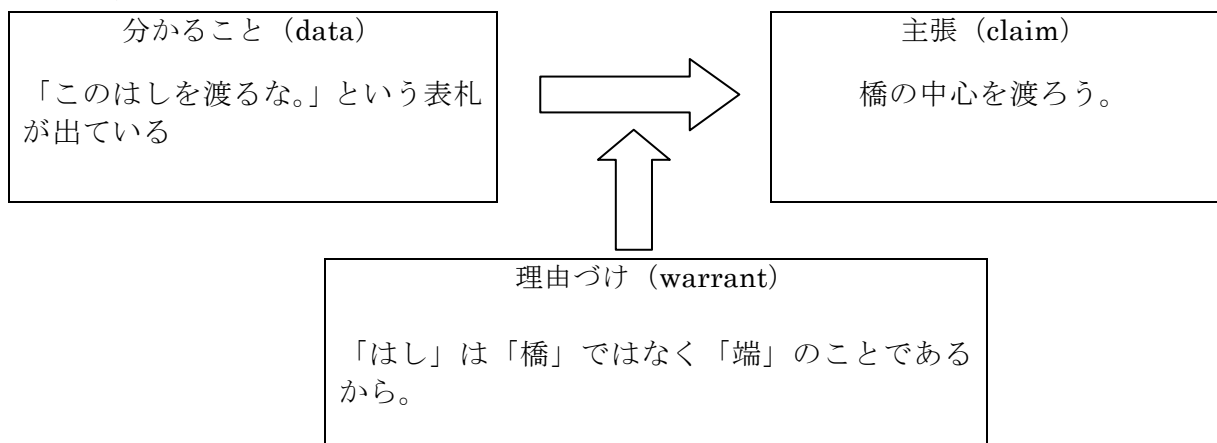 分かること（data）
「このはしを渡るな。」という表札
が出ている
主張（claim）
橋の中心を渡ろう。
理由づけ（warrant）
「はし」は「橋」ではなく「端」のことである
から。